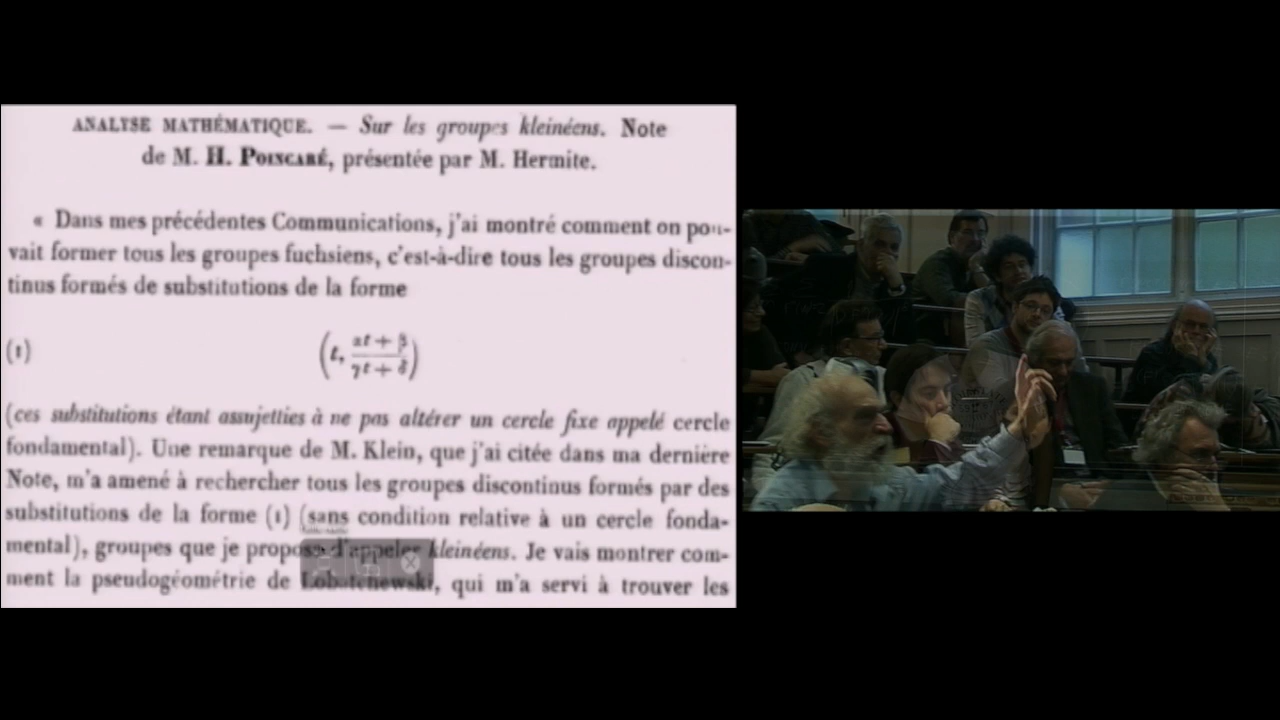 ANALYSE MATHÉMATIQUE. — Sur les groupes kleinéens. Note
de M. H. POINCARÉ, présentée par M. Hermite.
« Dans mes précédentes Communications, j'ai montré comment on pou-
vait former tous les groupes fuchsiens, c'est-à-dire tous les groupes discon-
tinus formés de substitutions de la forme
(1) (t, αt + β / γt + δ)
(ces substitutions étant assujetties à ne pas altérer un cercle fixe appelé cercle
fondamental). Une remarque de M. Klein, que j'ai citée dans ma dernière
Note, m'a amené à rechercher tous les groupes discontinus formés par des
substitutions de la forme (1) (sans condition relative à un cercle fonda-
mental), groupes que je propose d'appeler kleinéens. Je vais montrer com-
ment la pseudogéométrie de Lobatchewski, qui m'a servi à trouver les